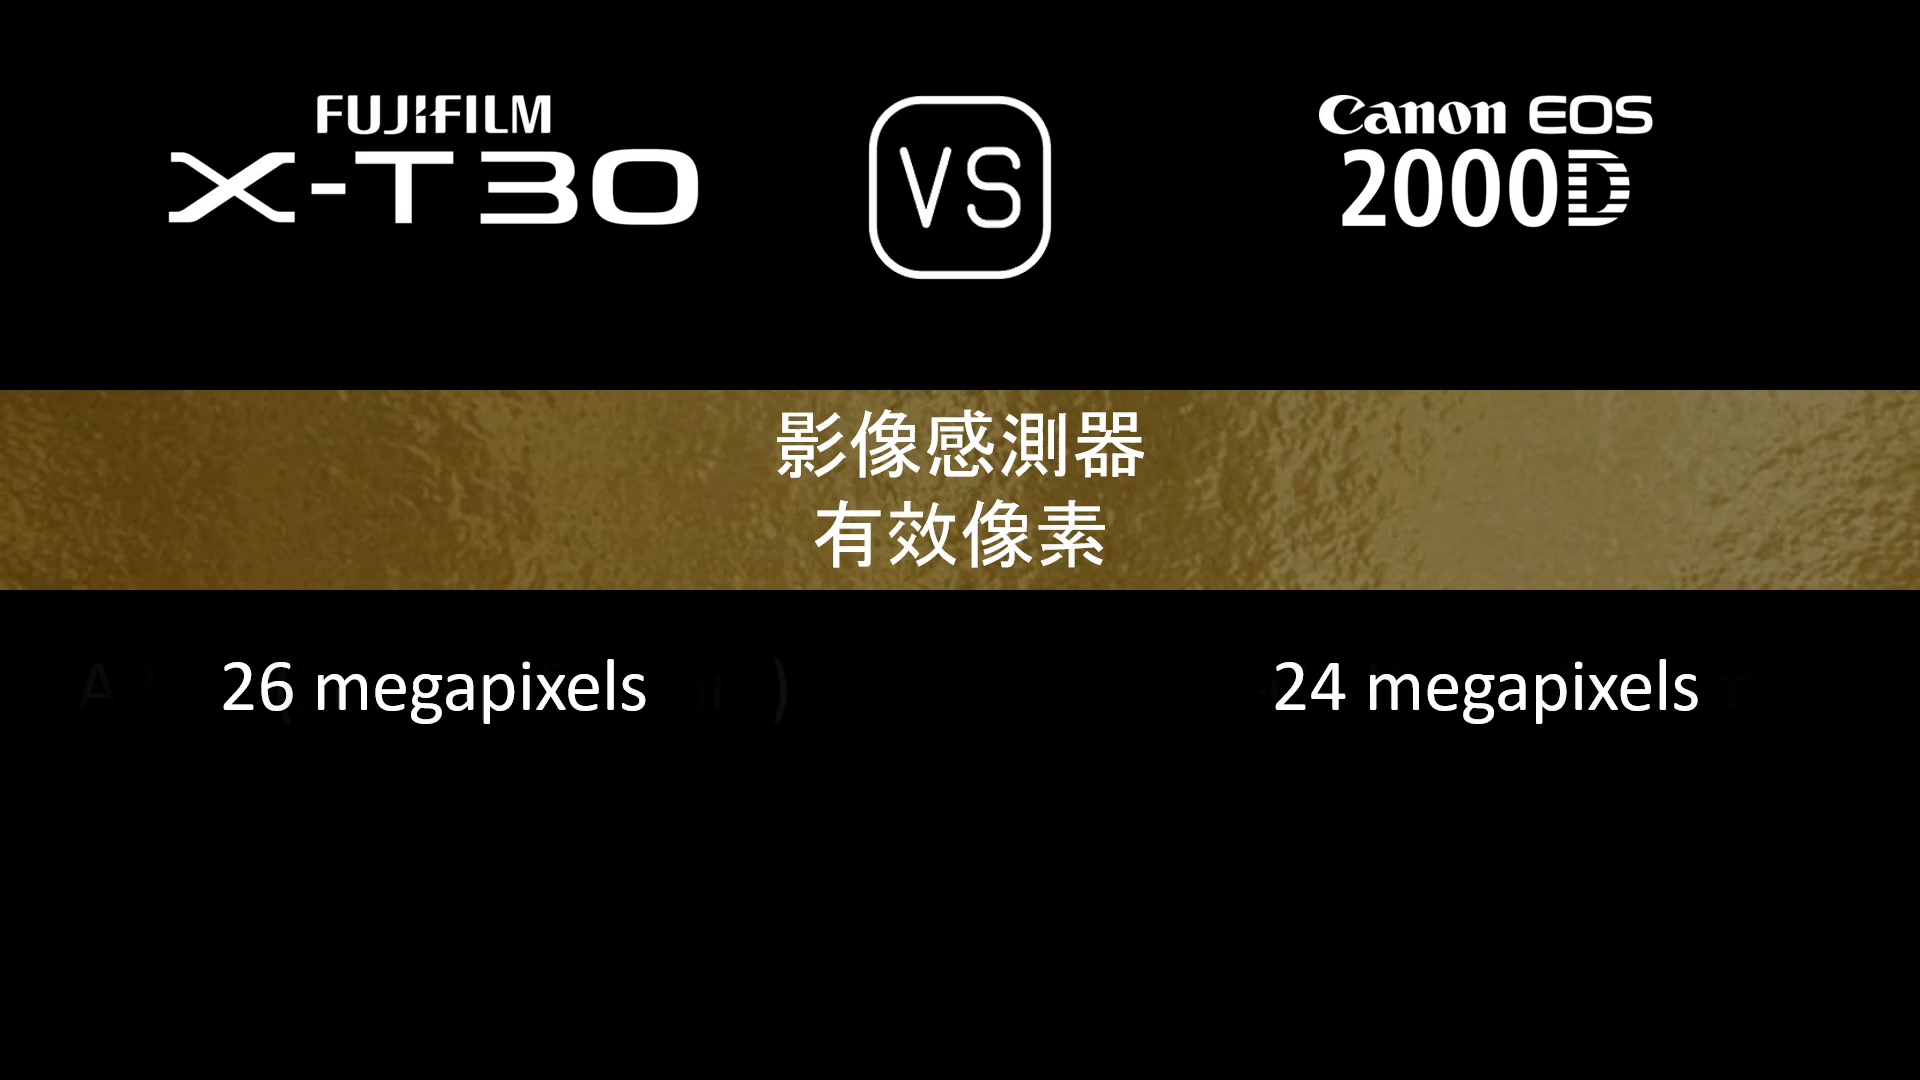 FUJIFILM
X-T30
VS
Canon EOS
2000D
影像感測器
有效像素
26 megapixels
24 megapixels